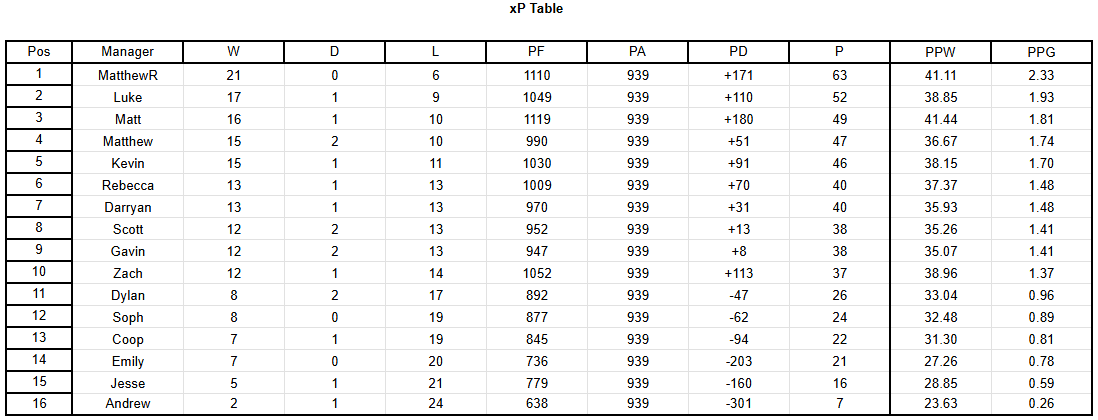 xP Table
Pos Manager W D L PF PA PD P PPW PPG
1 MatthewR 21 0 6 1110 939 +171 63 41.11 2.33
2 Luke 17 1 9 1049 939 +110 52 38.85 1.93
3 Matt 16 1 10 1119 939 +180 49 41.44 1.81
4 Matthew 15 2 10 990 939 +51 47 36.67 1.74
5 Kevin 15 1 11 1030 939 +91 46 38.15 1.70
6 Rebecca 13 1 13 1009 939 +70 40 37.37 1.48
7 Darryan 13 1 13 970 939 +31 40 35.93 1.48
8 Scott 12 2 13 952 939 +13 38 35.26 1.41
9 Gavin 12 2 13 947 939 +8 38 35.07 1.41
10 Zach 12 1 14 1052 939 +113 37 38.96 1.37
11 Dylan 8 2 17 892 939 -47 26 33.04 0.96
12 Soph 8 0 19 877 939 -62 24 32.48 0.89
13 Coop 7 1 19 845 939 -94 22 31.30 0.81
14 Emily 7 0 20 736 939 -203 21 27.26 0.78
15 Jesse 5 1 21 779 939 -160 16 28.85 0.59
16 Andrew 2 1 24 638 939 -301 7 23.63 0.26